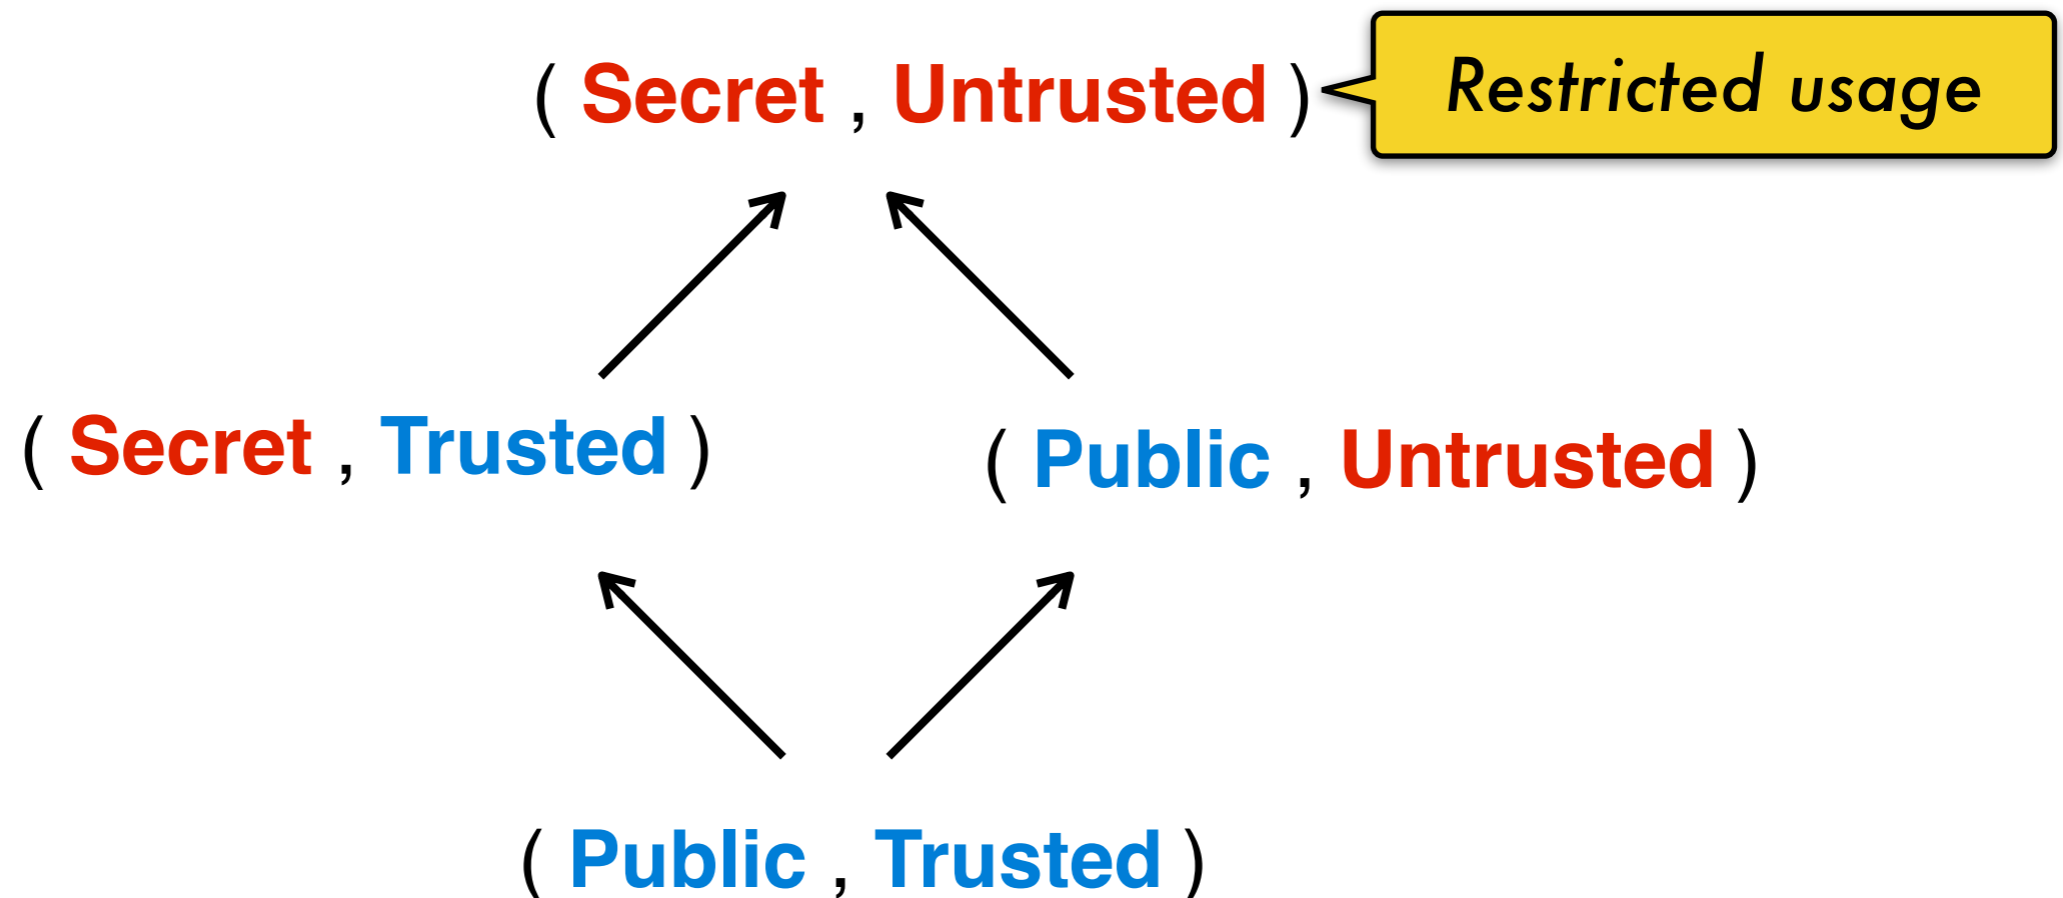 ( Secret , Untrusted )
Restricted usage
( Secret , Trusted )
( Public , Untrusted )
( Public , Trusted )